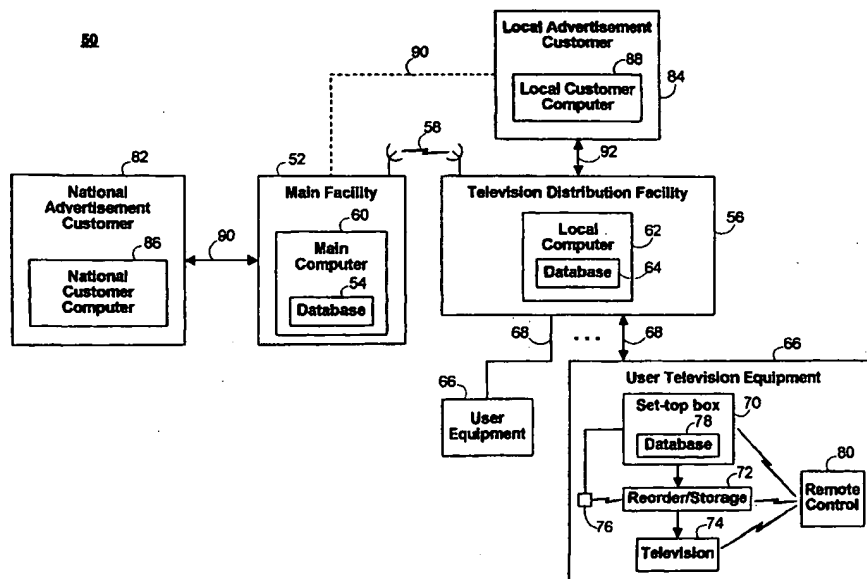 50
Local Advertisement
Customer
88
Local Customer
Computer
84
90
58
92
82
National
Advertisement
Customer
86
National
Customer
Computer
90
52
Main Facility
60
Main
Computer
54
Database
Television Distribution Facility
56
Local
Computer
62
Database
64
68
...
68
66
User
Equipment
66
User Television Equipment
Set-top box
70
78
Database
72
Reorder/Storage
76
74
Television
80
Remote
Control